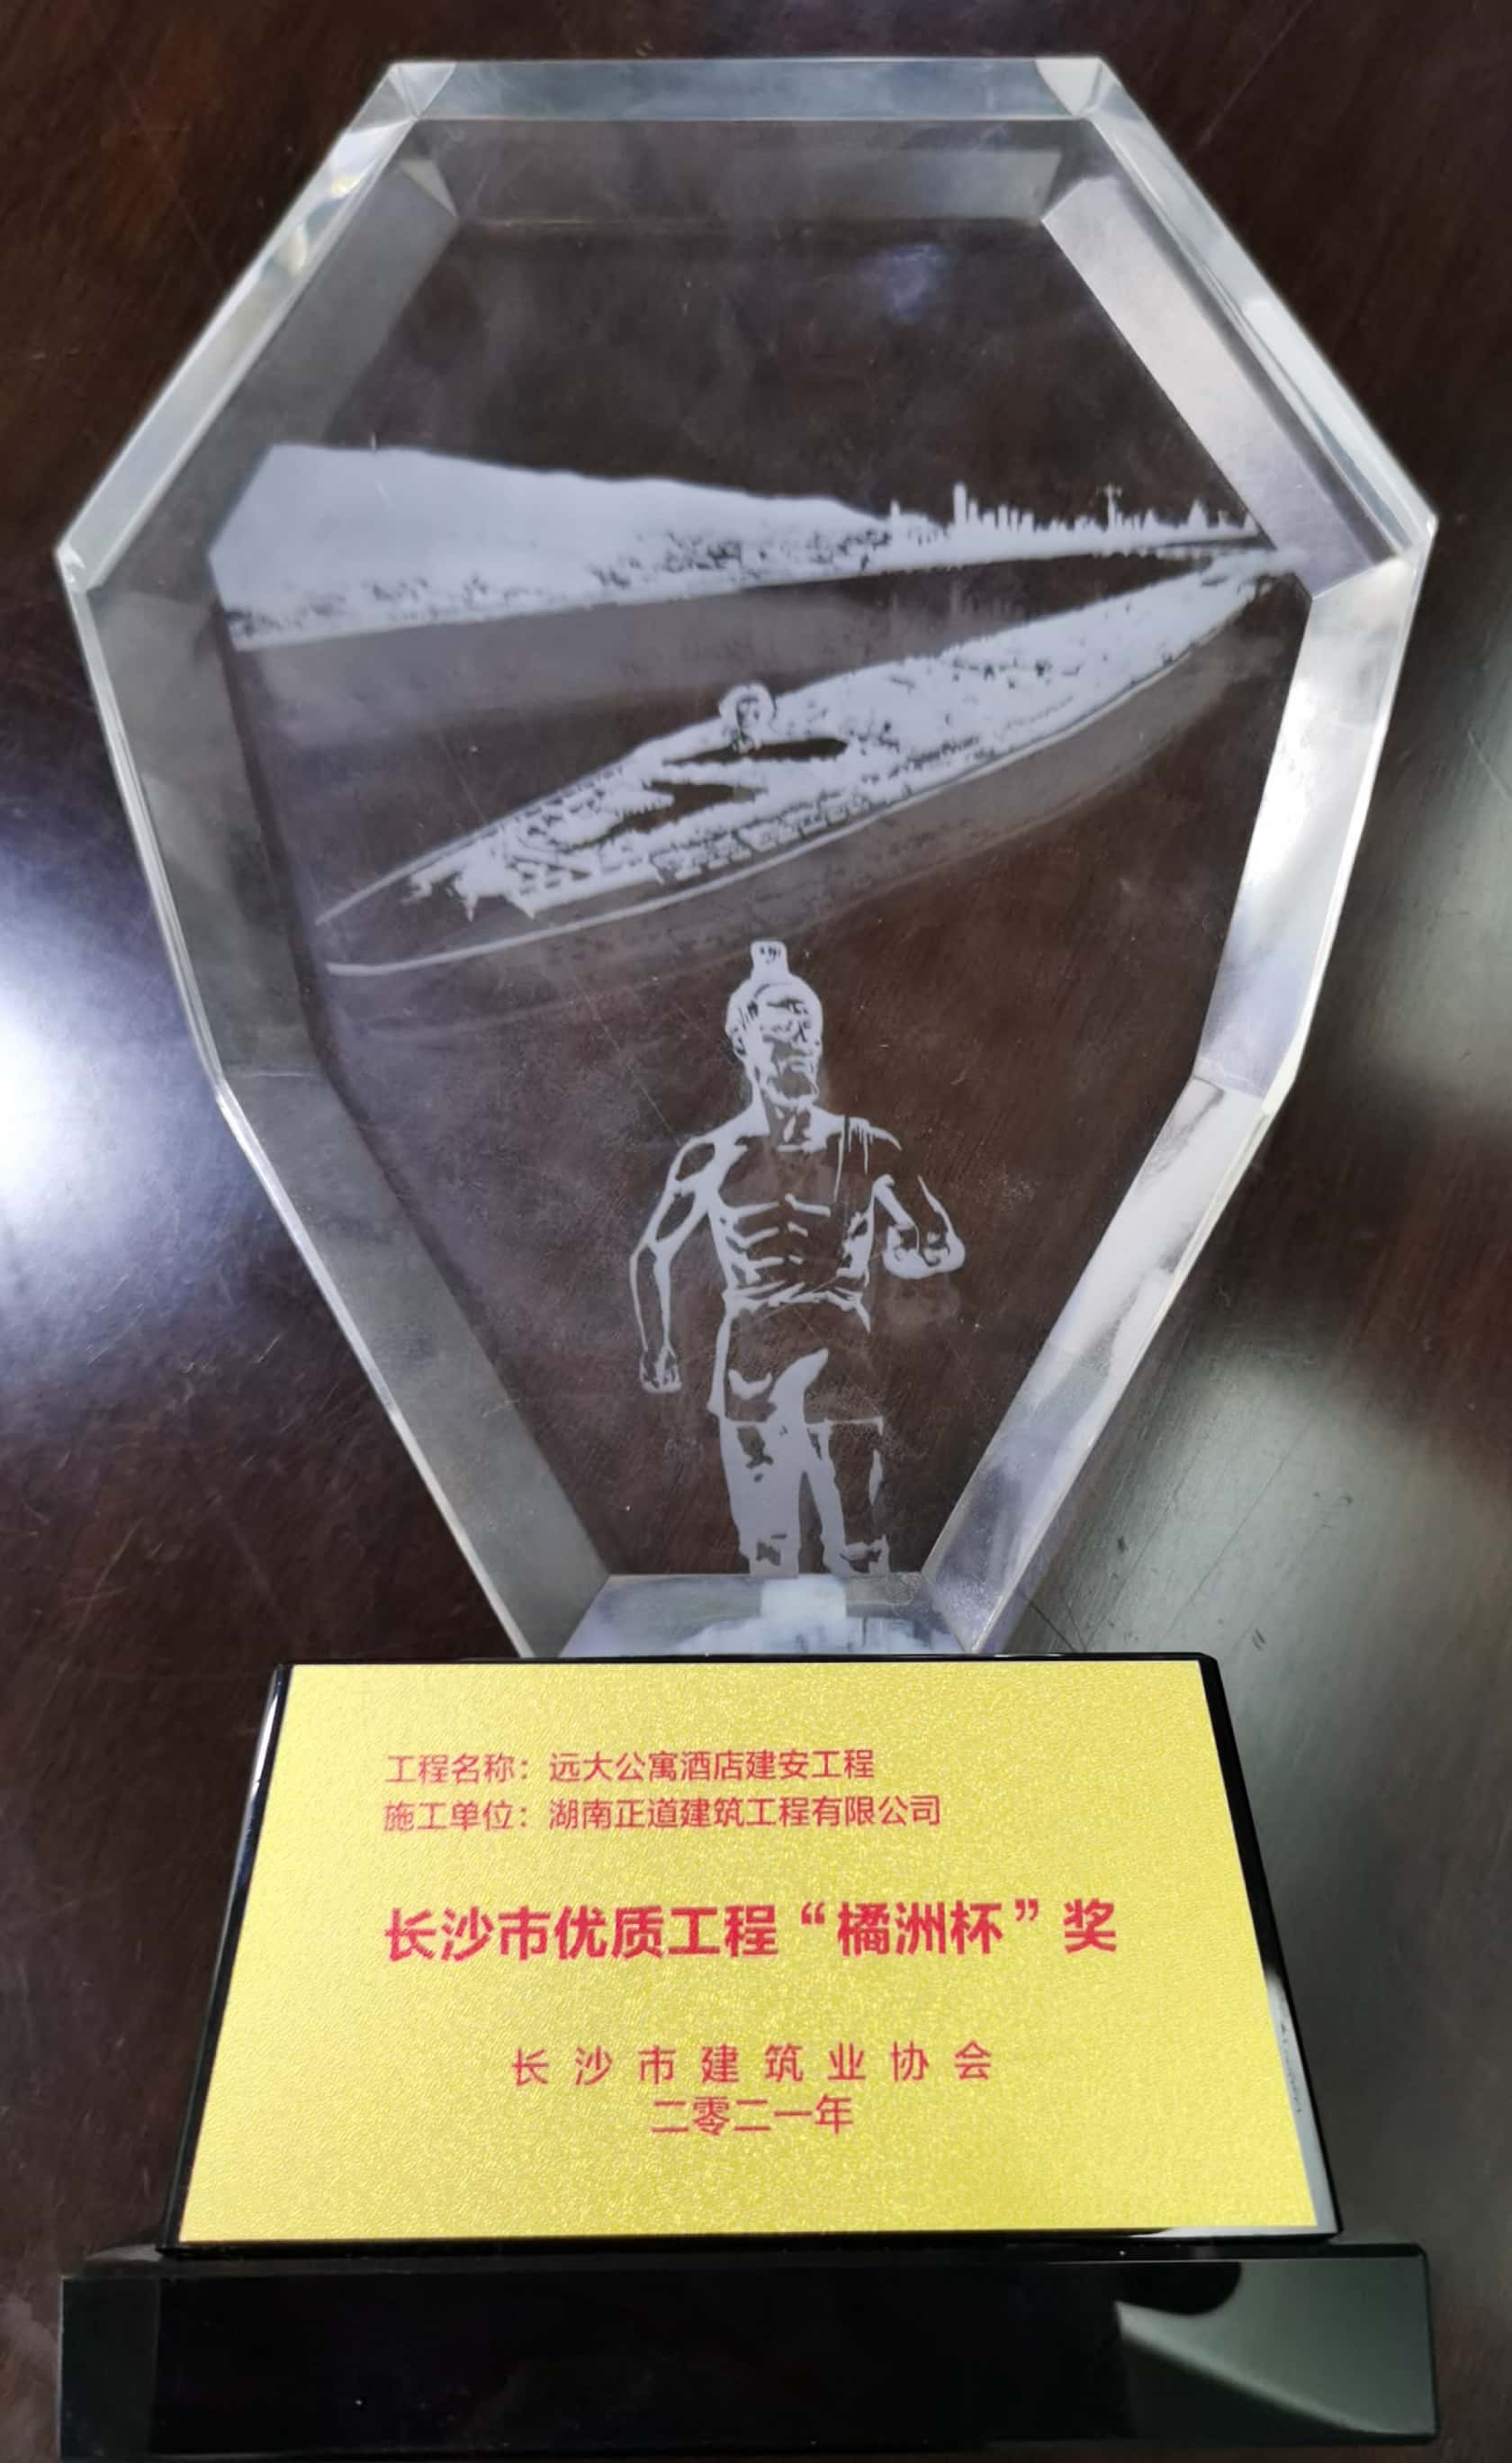 工程名称：远大公寓酒店建安工程
施工单位：湖南正道建筑工程有限公司
长沙市优质工程“橘洲杯”奖
长沙市建筑业协会
二零二一年